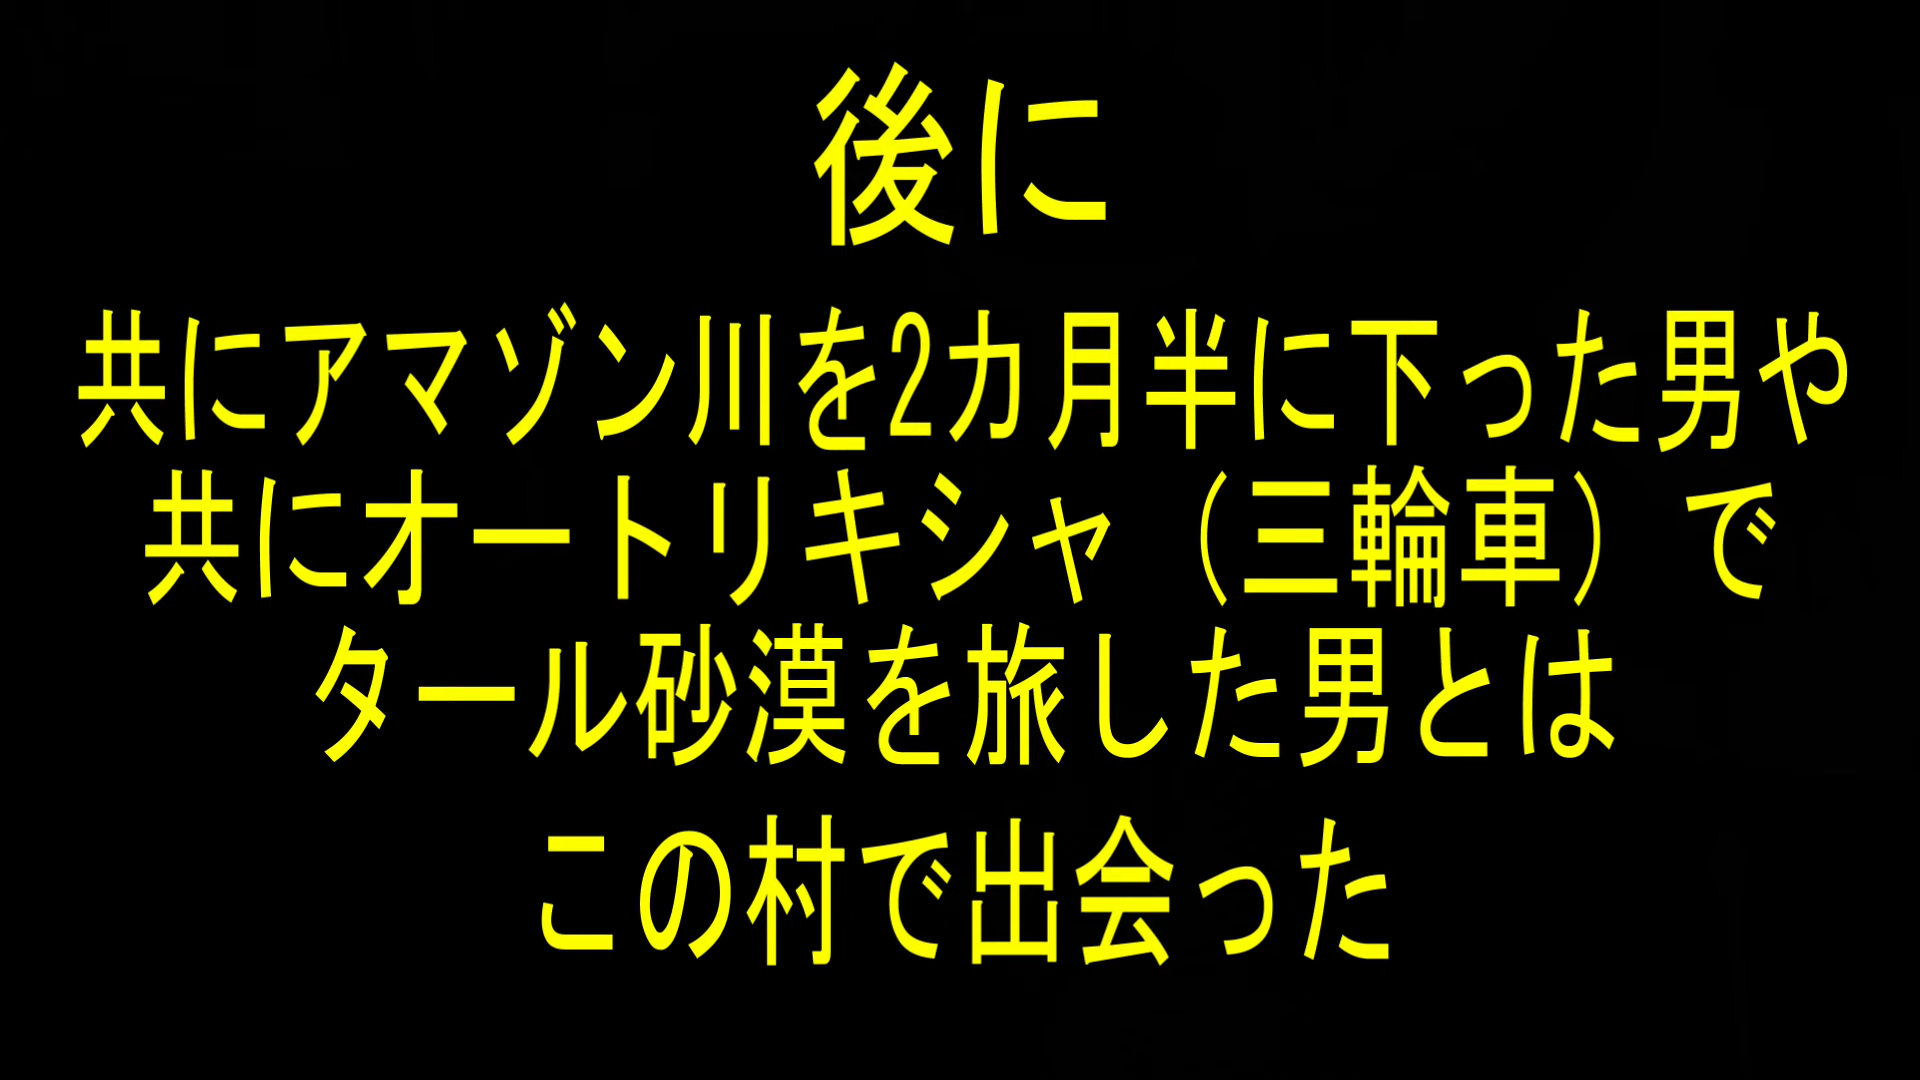 後に
共にアマゾン川を2カ月半に下った男や
共にオートリキシャ（三輪車）で
タール砂漠を旅した男とは
この村で出会った